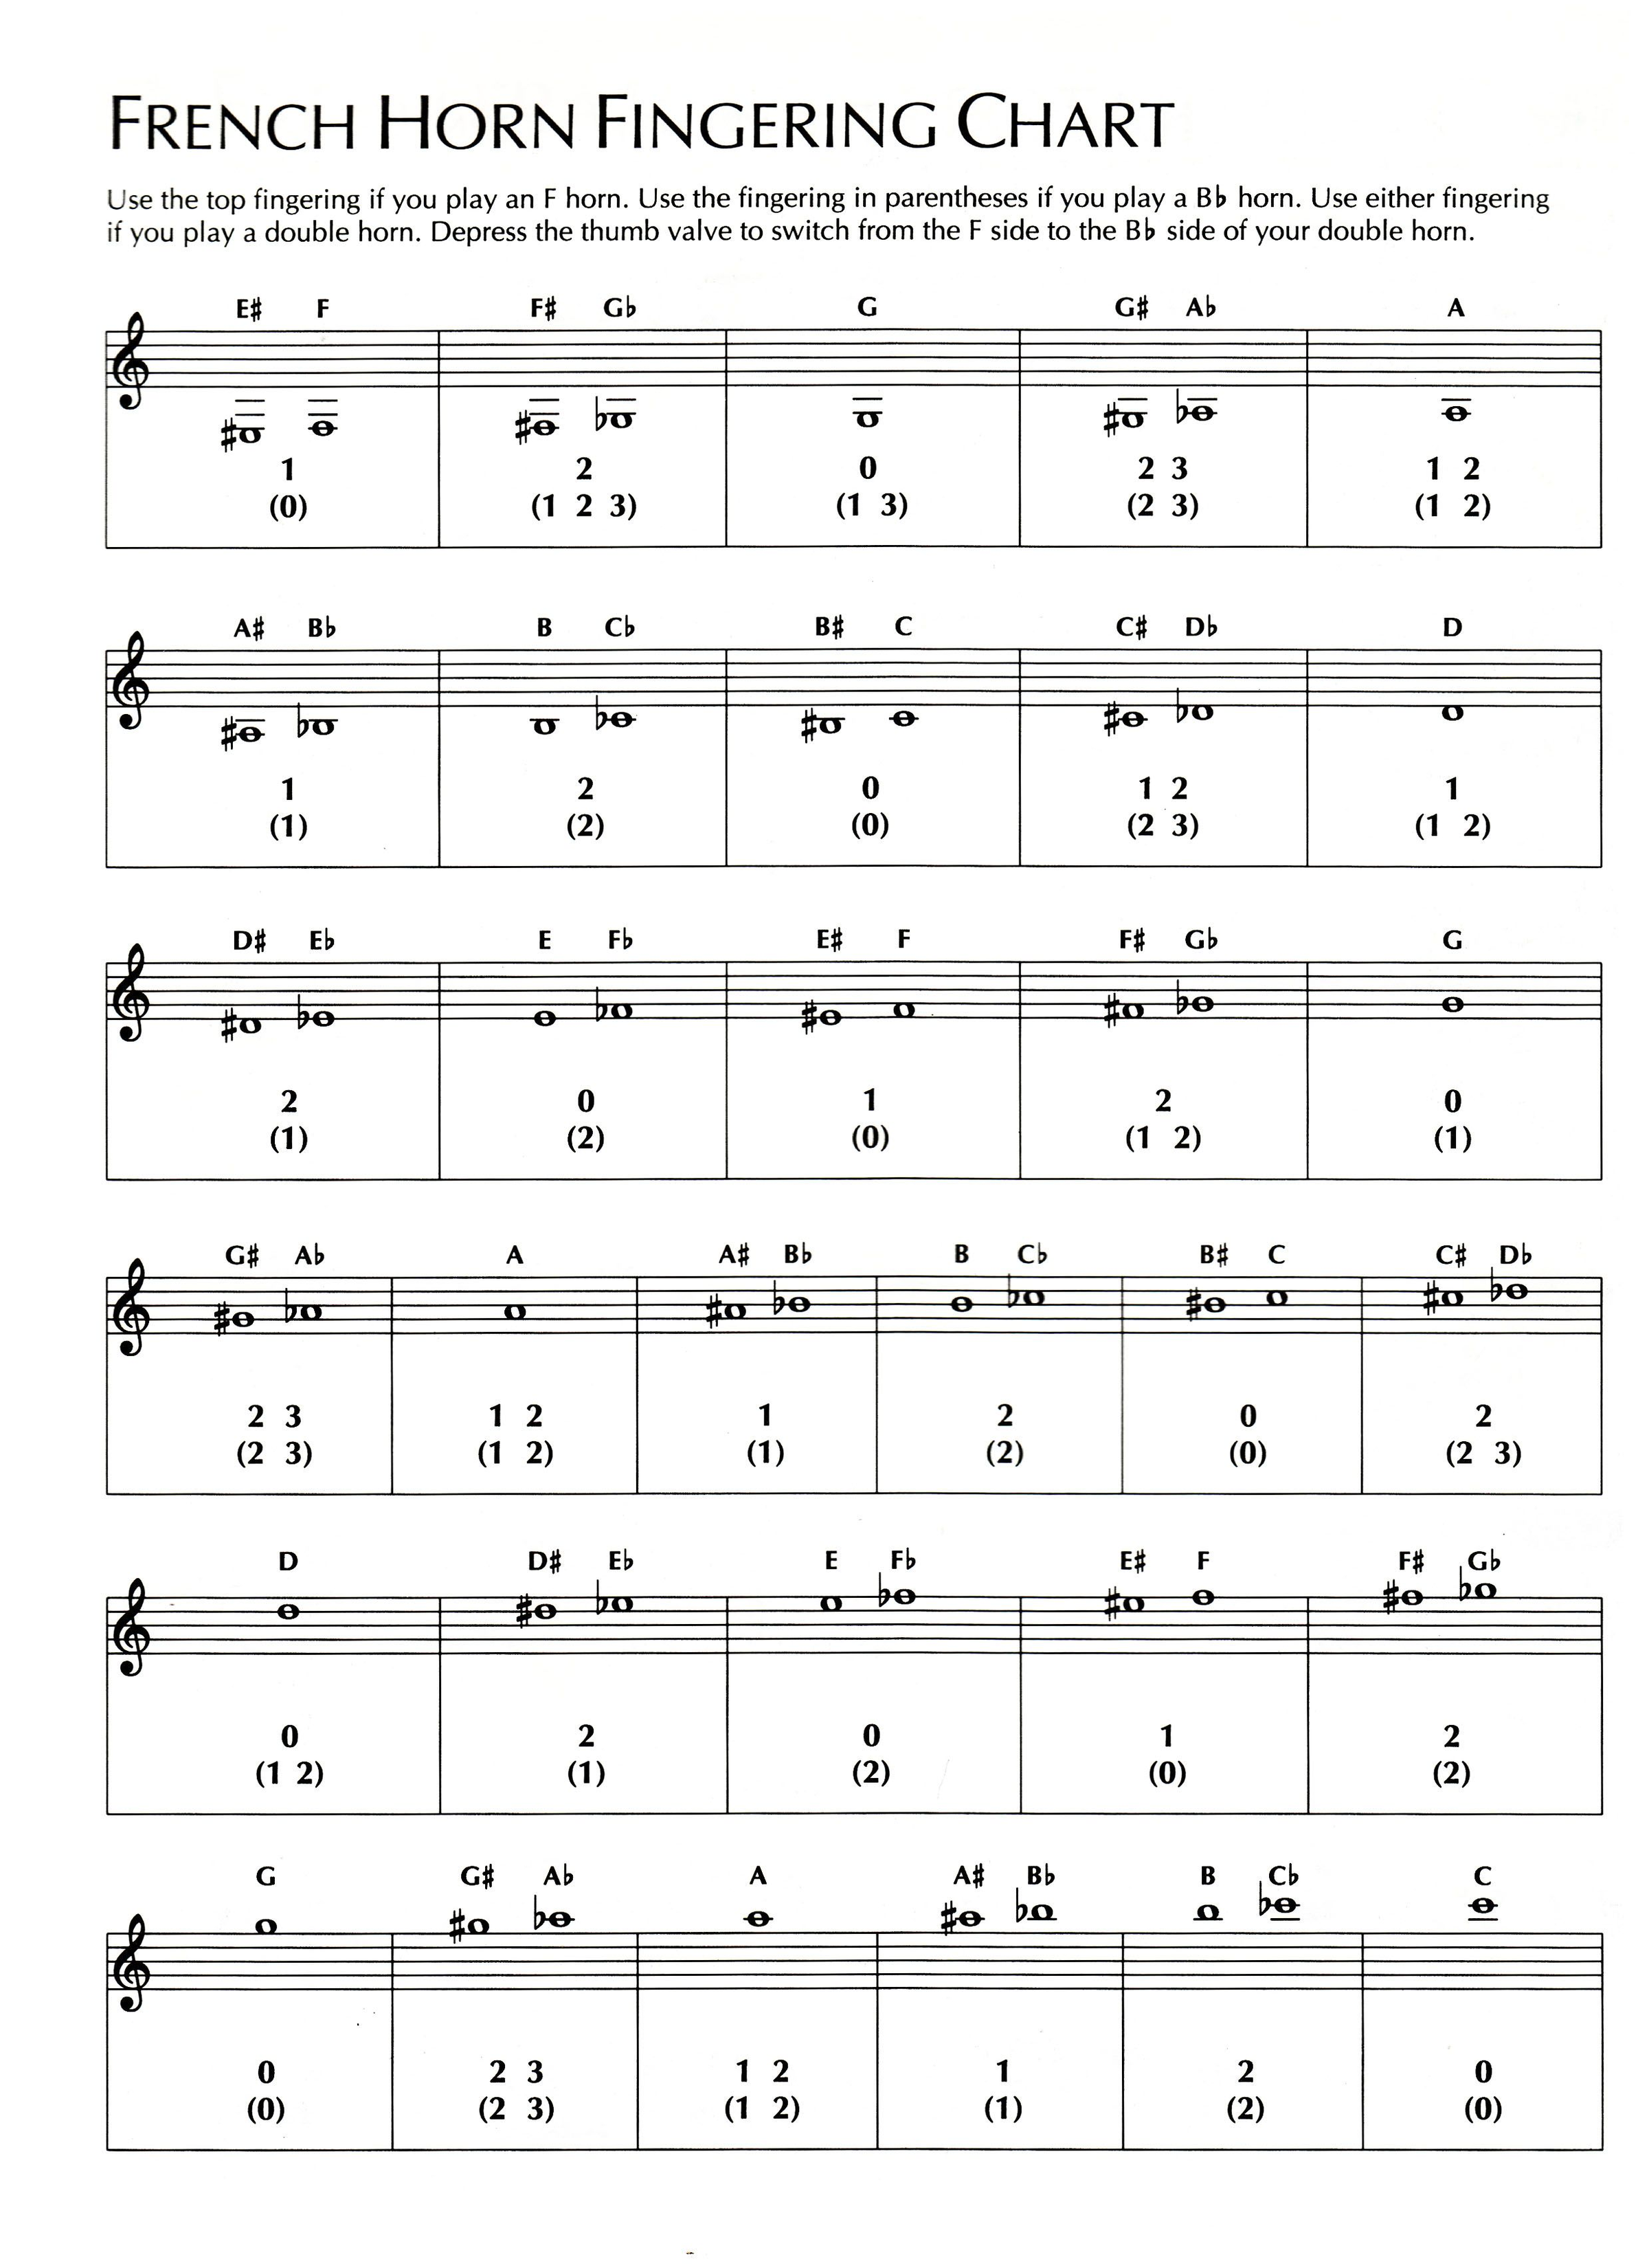 FRENCH HORN FINGERING CHART
Use the top fingering if you play an F horn. Use the fingering in parentheses if you play a B♭ horn. Use either fingering
if you play a double horn. Depress the thumb valve to switch from the F side to the B♭ side of your double horn.
E♯ F F♯ G♭ G G♯ A♭ A
1 2 0 2 3 1 2
(0) (1 2 3) (1 3) (2 3) (1 2)
A♯ B♭ B C♭ B♯ C C♯ D♭ D
1 2 0 1 2 1
(1) (2) (0) (2 3) (1 2)
D♯ E♭ E F♭ E♯ F F♯ G♭ G
2 0 1 2 0
(1) (2) (0) (1 2) (1)
G♯ A♭ A A♯ B♭ B C♭ B♯ C C♯ D♭
2 3 1 2 1 2 0 2
(2 3) (1 2) (1) (2) (0) (2 3)
D D♯ E♭ E F♭ E♯ F F♯ G♭
0 2 0 1 2
(1 2) (1) (2) (0) (2)
G G♯ A♭ A A♯ B♭ B C♭ C
0 2 3 1 2 1 2 0
(0) (2 3) (1 2) (1) (2) (0)